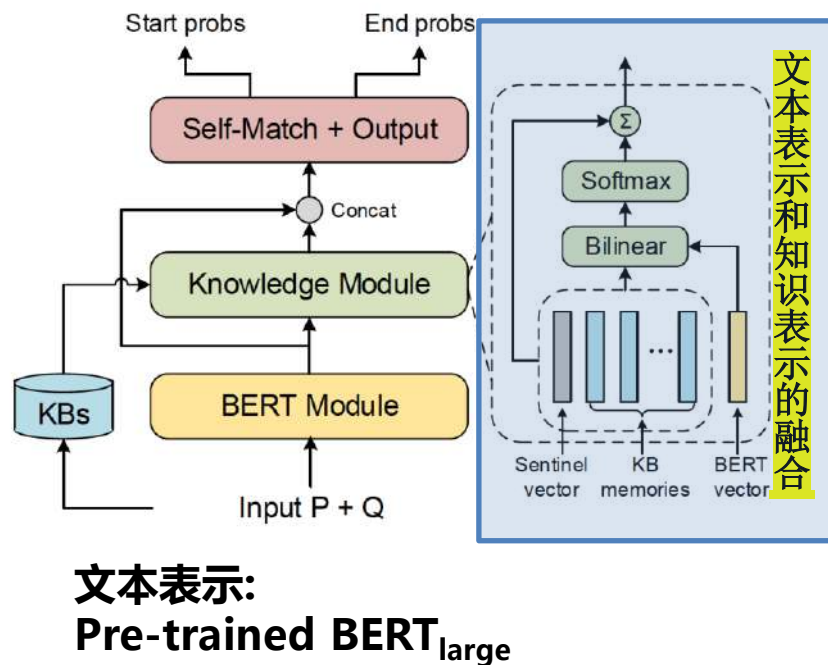 Start probs
End probs
Self-Match + Output
Concat
Knowledge Module
KBs
BERT Module
Input P + Q
Σ
Softmax
Bilinear
...
Sentinel
vector
KB
memories
BERT
vector
文本表示和知识表示的融合
文本表示:
Pre-trained BERTlarge